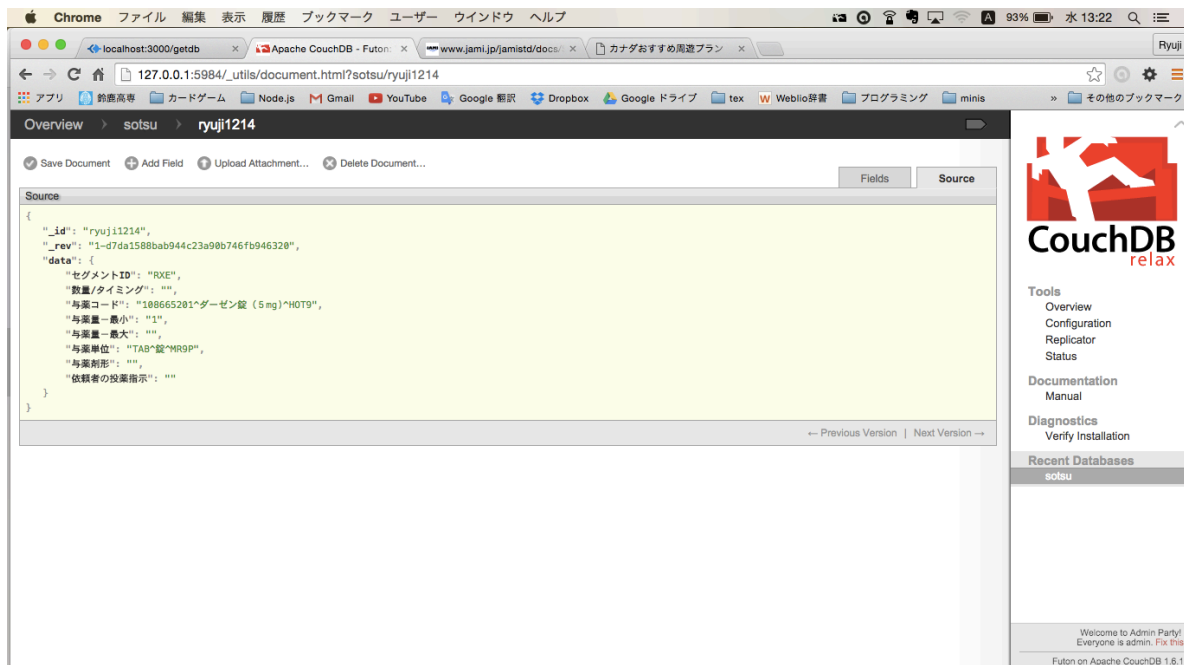 Chrome ファイル 編集 表示 履歴 ブックマーク ユーザー ウインドウ ヘルプ 93% 水 13:22
localhost:3000/getdb × Apache CouchDB - Futon: × www.jami.jp/jamistd/docs/ × カナダおすすめ周遊プラン × Ryuji
127.0.0.1:5984/_utils/document.html?sotsu/ryuji1214
アプリ 鈴鹿高専 カードゲーム Node.js Gmail YouTube Google 翻訳 Dropbox Google ドライブ tex Weblio辞書 プログラミング minis » その他のブックマーク
Overview sotsu ryuji1214
Save Document Add Field Upload Attachment... Delete Document...
Fields Source
Source
{
"_id": "ryuji1214",
"_rev": "1-d7da1588bab944c23a90b746fb946320",
"data": {
"セグメントID": "RXE",
"数量/タイミング": "",
"与薬コード": "108665201^ダーゼン錠（５mg)^HOT9",
"与薬量－最小": "1",
"与薬量－最大": "",
"与薬単位": "TAB^錠^MR9P",
"与薬剤形": "",
"依頼者の投薬指示": ""
}
}
← Previous Version | Next Version →
CouchDB
relax
Tools
Overview
Configuration
Replicator
Status
Documentation
Manual
Diagnostics
Verify Installation
Recent Databases
sotsu
Welcome to Admin Party!
Everyone is admin. Fix this
Futon on Apache CouchDB 1.6.1